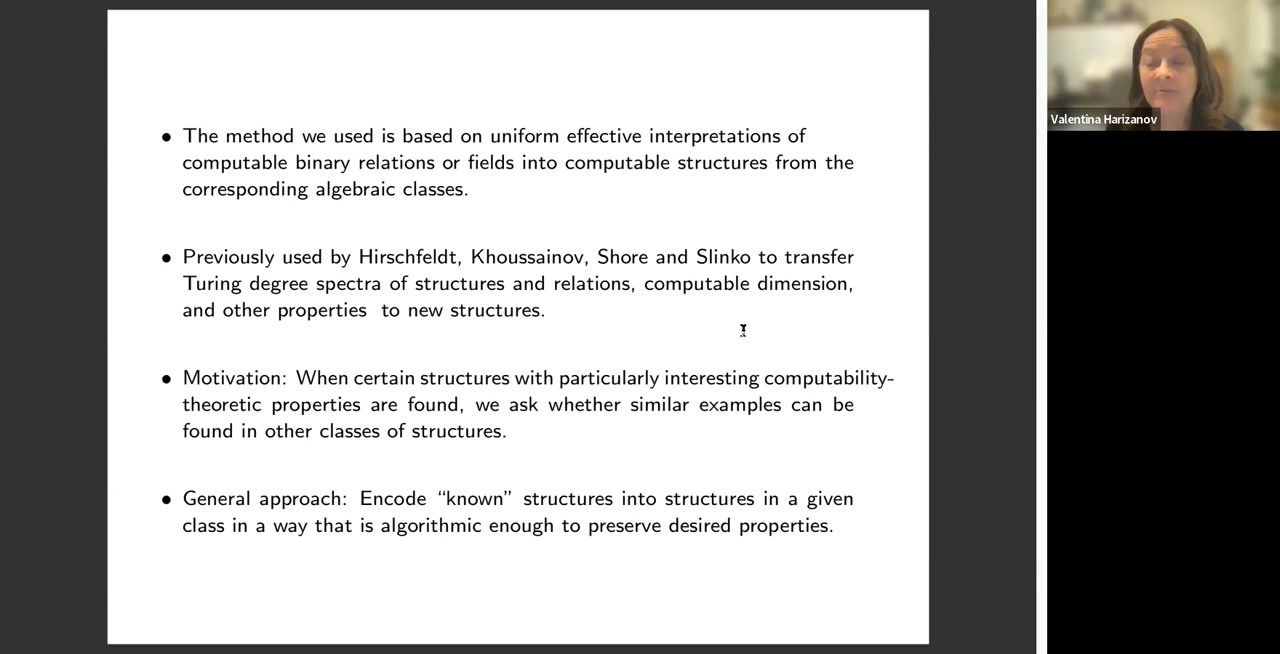 • The method we used is based on uniform effective interpretations of
computable binary relations or fields into computable structures from the
corresponding algebraic classes.
• Previously used by Hirschfeldt, Khoussainov, Shore and Slinko to transfer
Turing degree spectra of structures and relations, computable dimension,
and other properties to new structures.
• Motivation: When certain structures with particularly interesting computability-
theoretic properties are found, we ask whether similar examples can be
found in other classes of structures.
• General approach: Encode “known” structures into structures in a given
class in a way that is algorithmic enough to preserve desired properties.
Valentina Harizanov